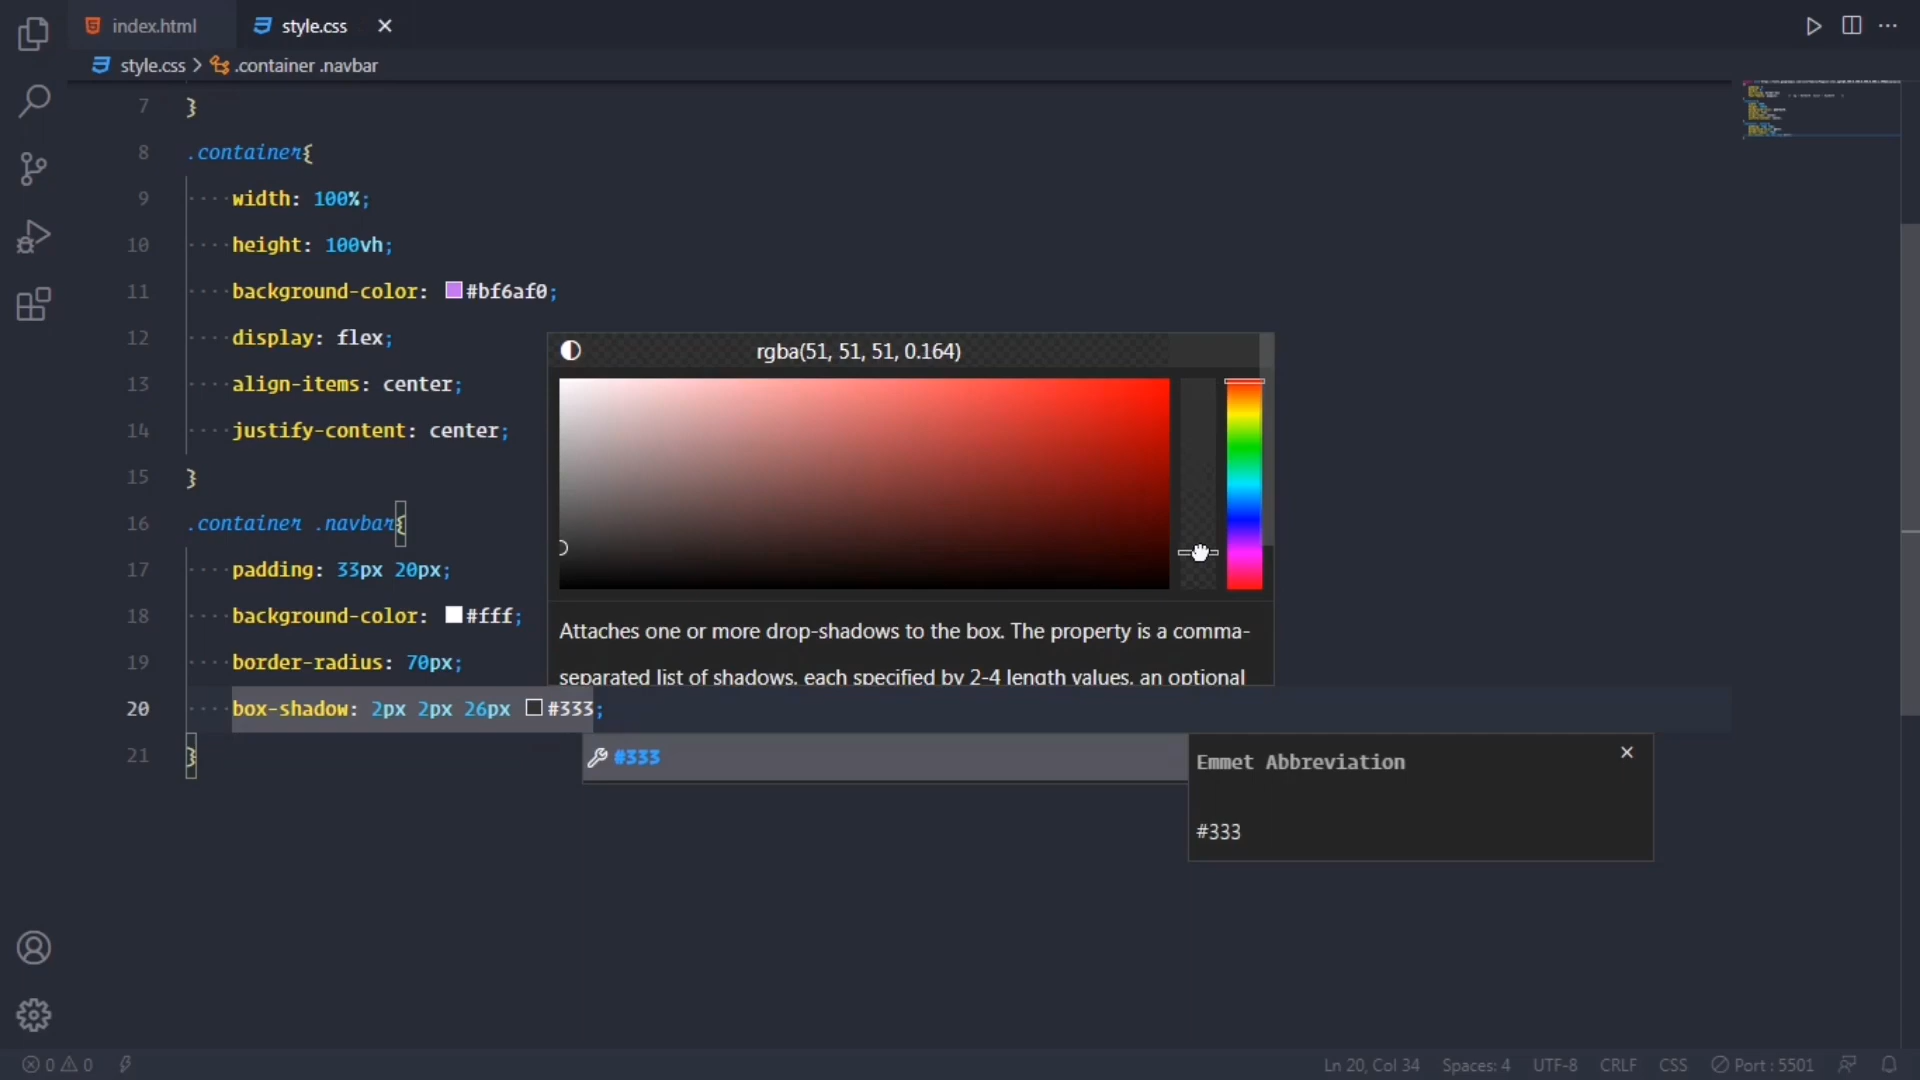 index.html
style.css
style.css > .container .navbar
7 }
8 .container{
9 width: 100%;
10 height: 100vh;
11 background-color: #bf6af0;
12 display: flex;
13 align-items: center;
14 justify-content: center;
15 }
16 .container .navbar{
17 padding: 33px 20px;
18 background-color: #fff;
19 border-radius: 70px;
20 box-shadow: 2px 2px 26px #333;
21 }
rgba(51, 51, 51, 0.164)
Attaches one or more drop-shadows to the box. The property is a comma-
separated list of shadows, each specified by 2-4 length values, an optional
#333
Emmet Abbreviation
#333
0 0
Ln 20, Col 34 Spaces: 4 UTF-8 CRLF CSS Port : 5501